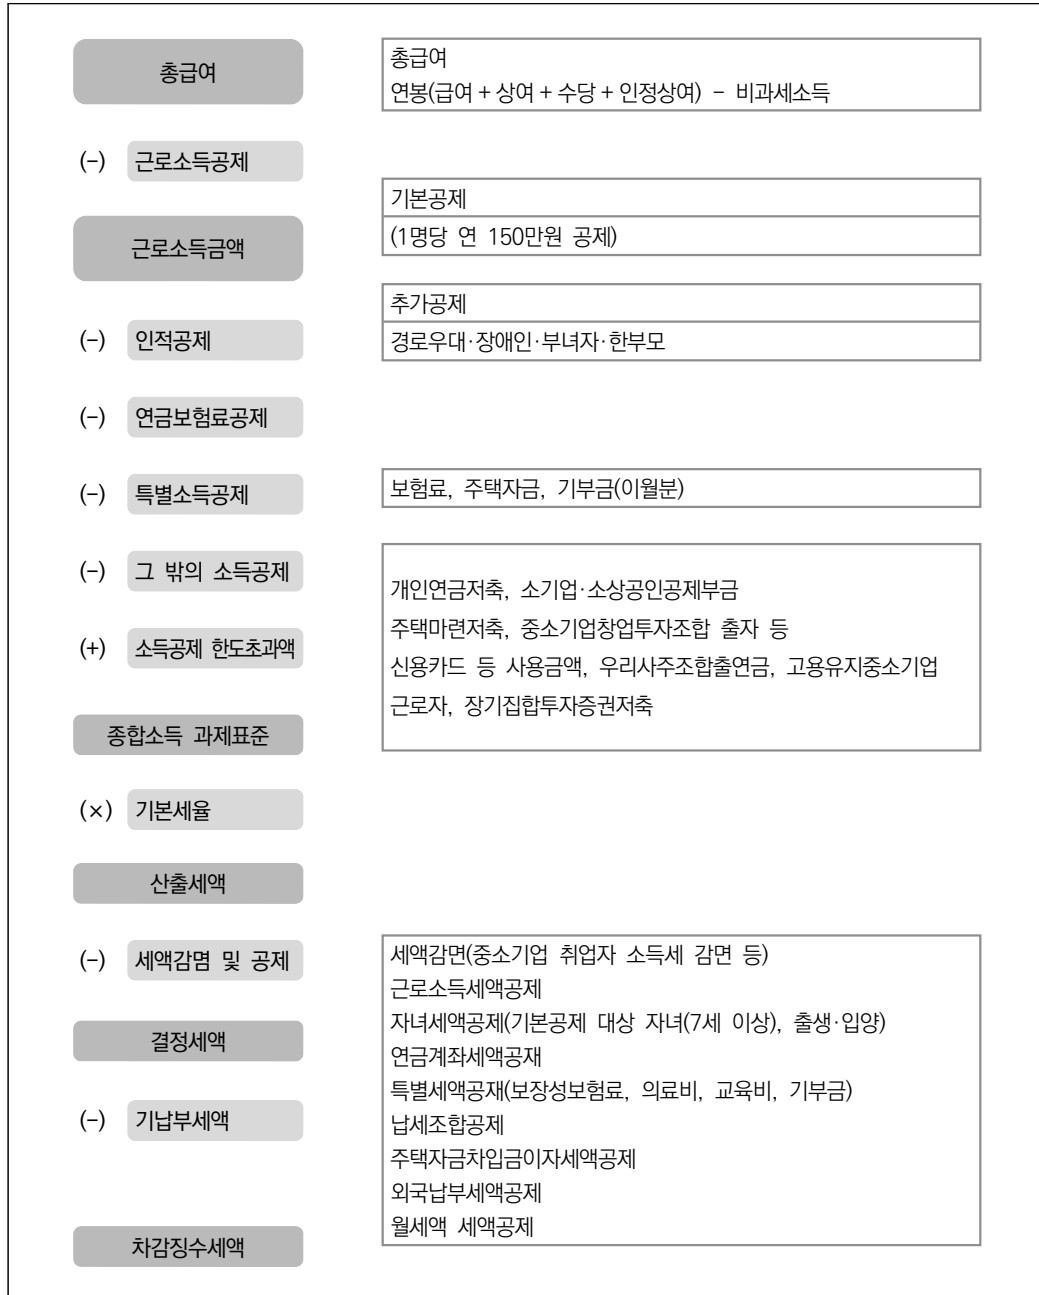 총급여
총급여
연봉(급여 + 상여 + 수당 + 인정상여) - 비과세소득
(-) 근로소득공제
기본공제
(1명당 연 150만원 공제)
근로소득금액
추가공제
경로우대·장애인·부녀자·한부모
(-) 인적공제
(-) 연금보험료공제
(-) 특별소득공제
보험료, 주택자금, 기부금(이월분)
(-) 그 밖의 소득공제
개인연금저축, 소기업·소상공인공제부금
주택마련저축, 중소기업창업투자조합 출자 등
신용카드 등 사용금액, 우리사주조합출연금, 고용유지중소기업
근로자, 장기집합투자증권저축
(+) 소득공제 한도초과액
종합소득 과제표준
(×) 기본세율
산출세액
(-) 세액감몀 및 공제
세액감면(중소기업 취업자 소득세 감면 등)
근로소득세액공제
자녀세액공제(기본공제 대상 자녀(7세 이상), 출생·입양)
연금계좌세액공재
특별세액공재(보장성보험료, 의료비, 교육비, 기부금)
납세조합공제
주택자금차입금이자세액공제
외국납부세액공제
월세액 세액공제
결정세액
(-) 기납부세액
차감징수세액